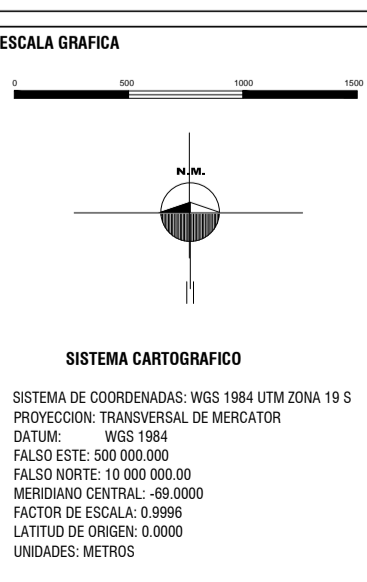 ESCALA GRAFICA
0 500 1000 1500
N.M.
SISTEMA CARTOGRAFICO
SISTEMA DE COORDENADAS: WGS 1984 UTM ZONA 19 S
PROYECCION: TRANSVERSAL DE MERCATOR
DATUM: WGS 1984
FALSO ESTE: 500 000.000
FALSO NORTE: 10 000 000.00
MERIDIANO CENTRAL: -69.0000
FACTOR DE ESCALA: 0.9996
LATITUD DE ORIGEN: 0.0000
UNIDADES: METROS